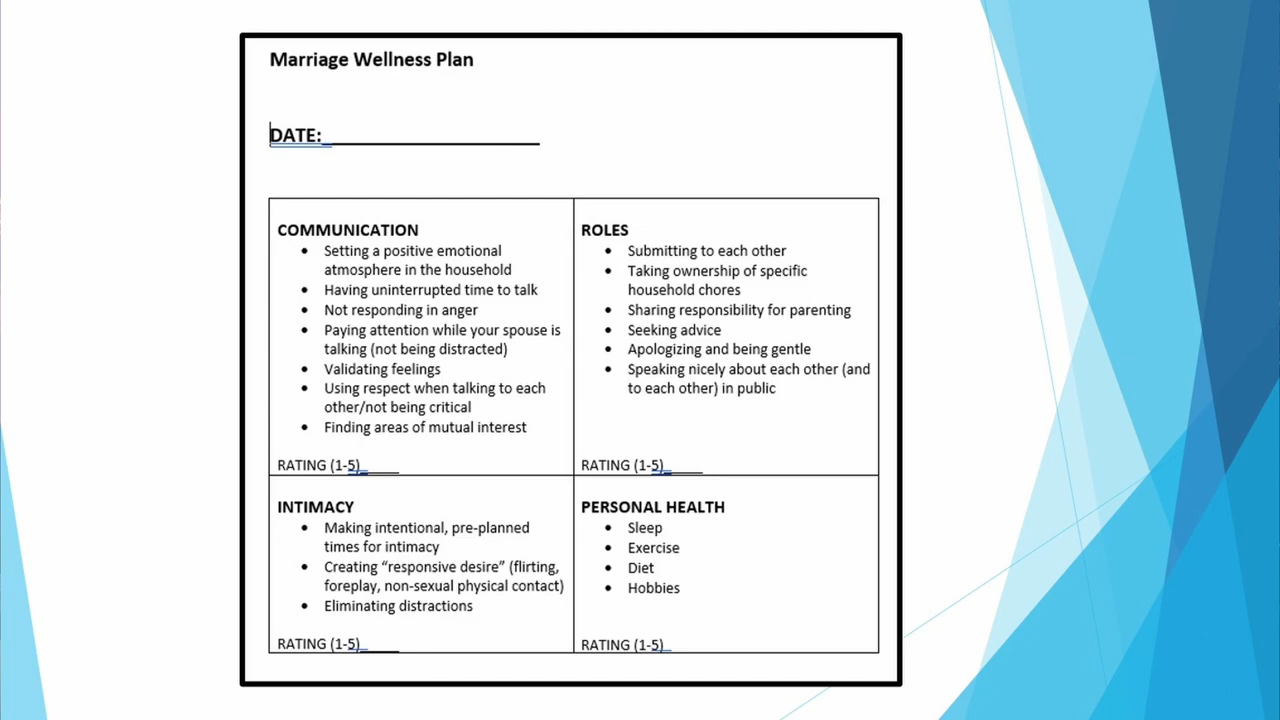 Marriage Wellness Plan
DATE: ____________________
COMMUNICATION
• Setting a positive emotional
atmosphere in the household
• Having uninterrupted time to talk
• Not responding in anger
• Paying attention while your spouse is
talking (not being distracted)
• Validating feelings
• Using respect when talking to each
other/not being critical
• Finding areas of mutual interest
RATING (1-5)_____
ROLES
• Submitting to each other
• Taking ownership of specific
household chores
• Sharing responsibility for parenting
• Seeking advice
• Apologizing and being gentle
• Speaking nicely about each other (and
to each other) in public
RATING (1-5)_____
INTIMACY
• Making intentional, pre-planned
times for intimacy
• Creating “responsive desire” (flirting,
foreplay, non-sexual physical contact)
• Eliminating distractions
RATING (1-5)_____
PERSONAL HEALTH
• Sleep
• Exercise
• Diet
• Hobbies
RATING (1-5)_